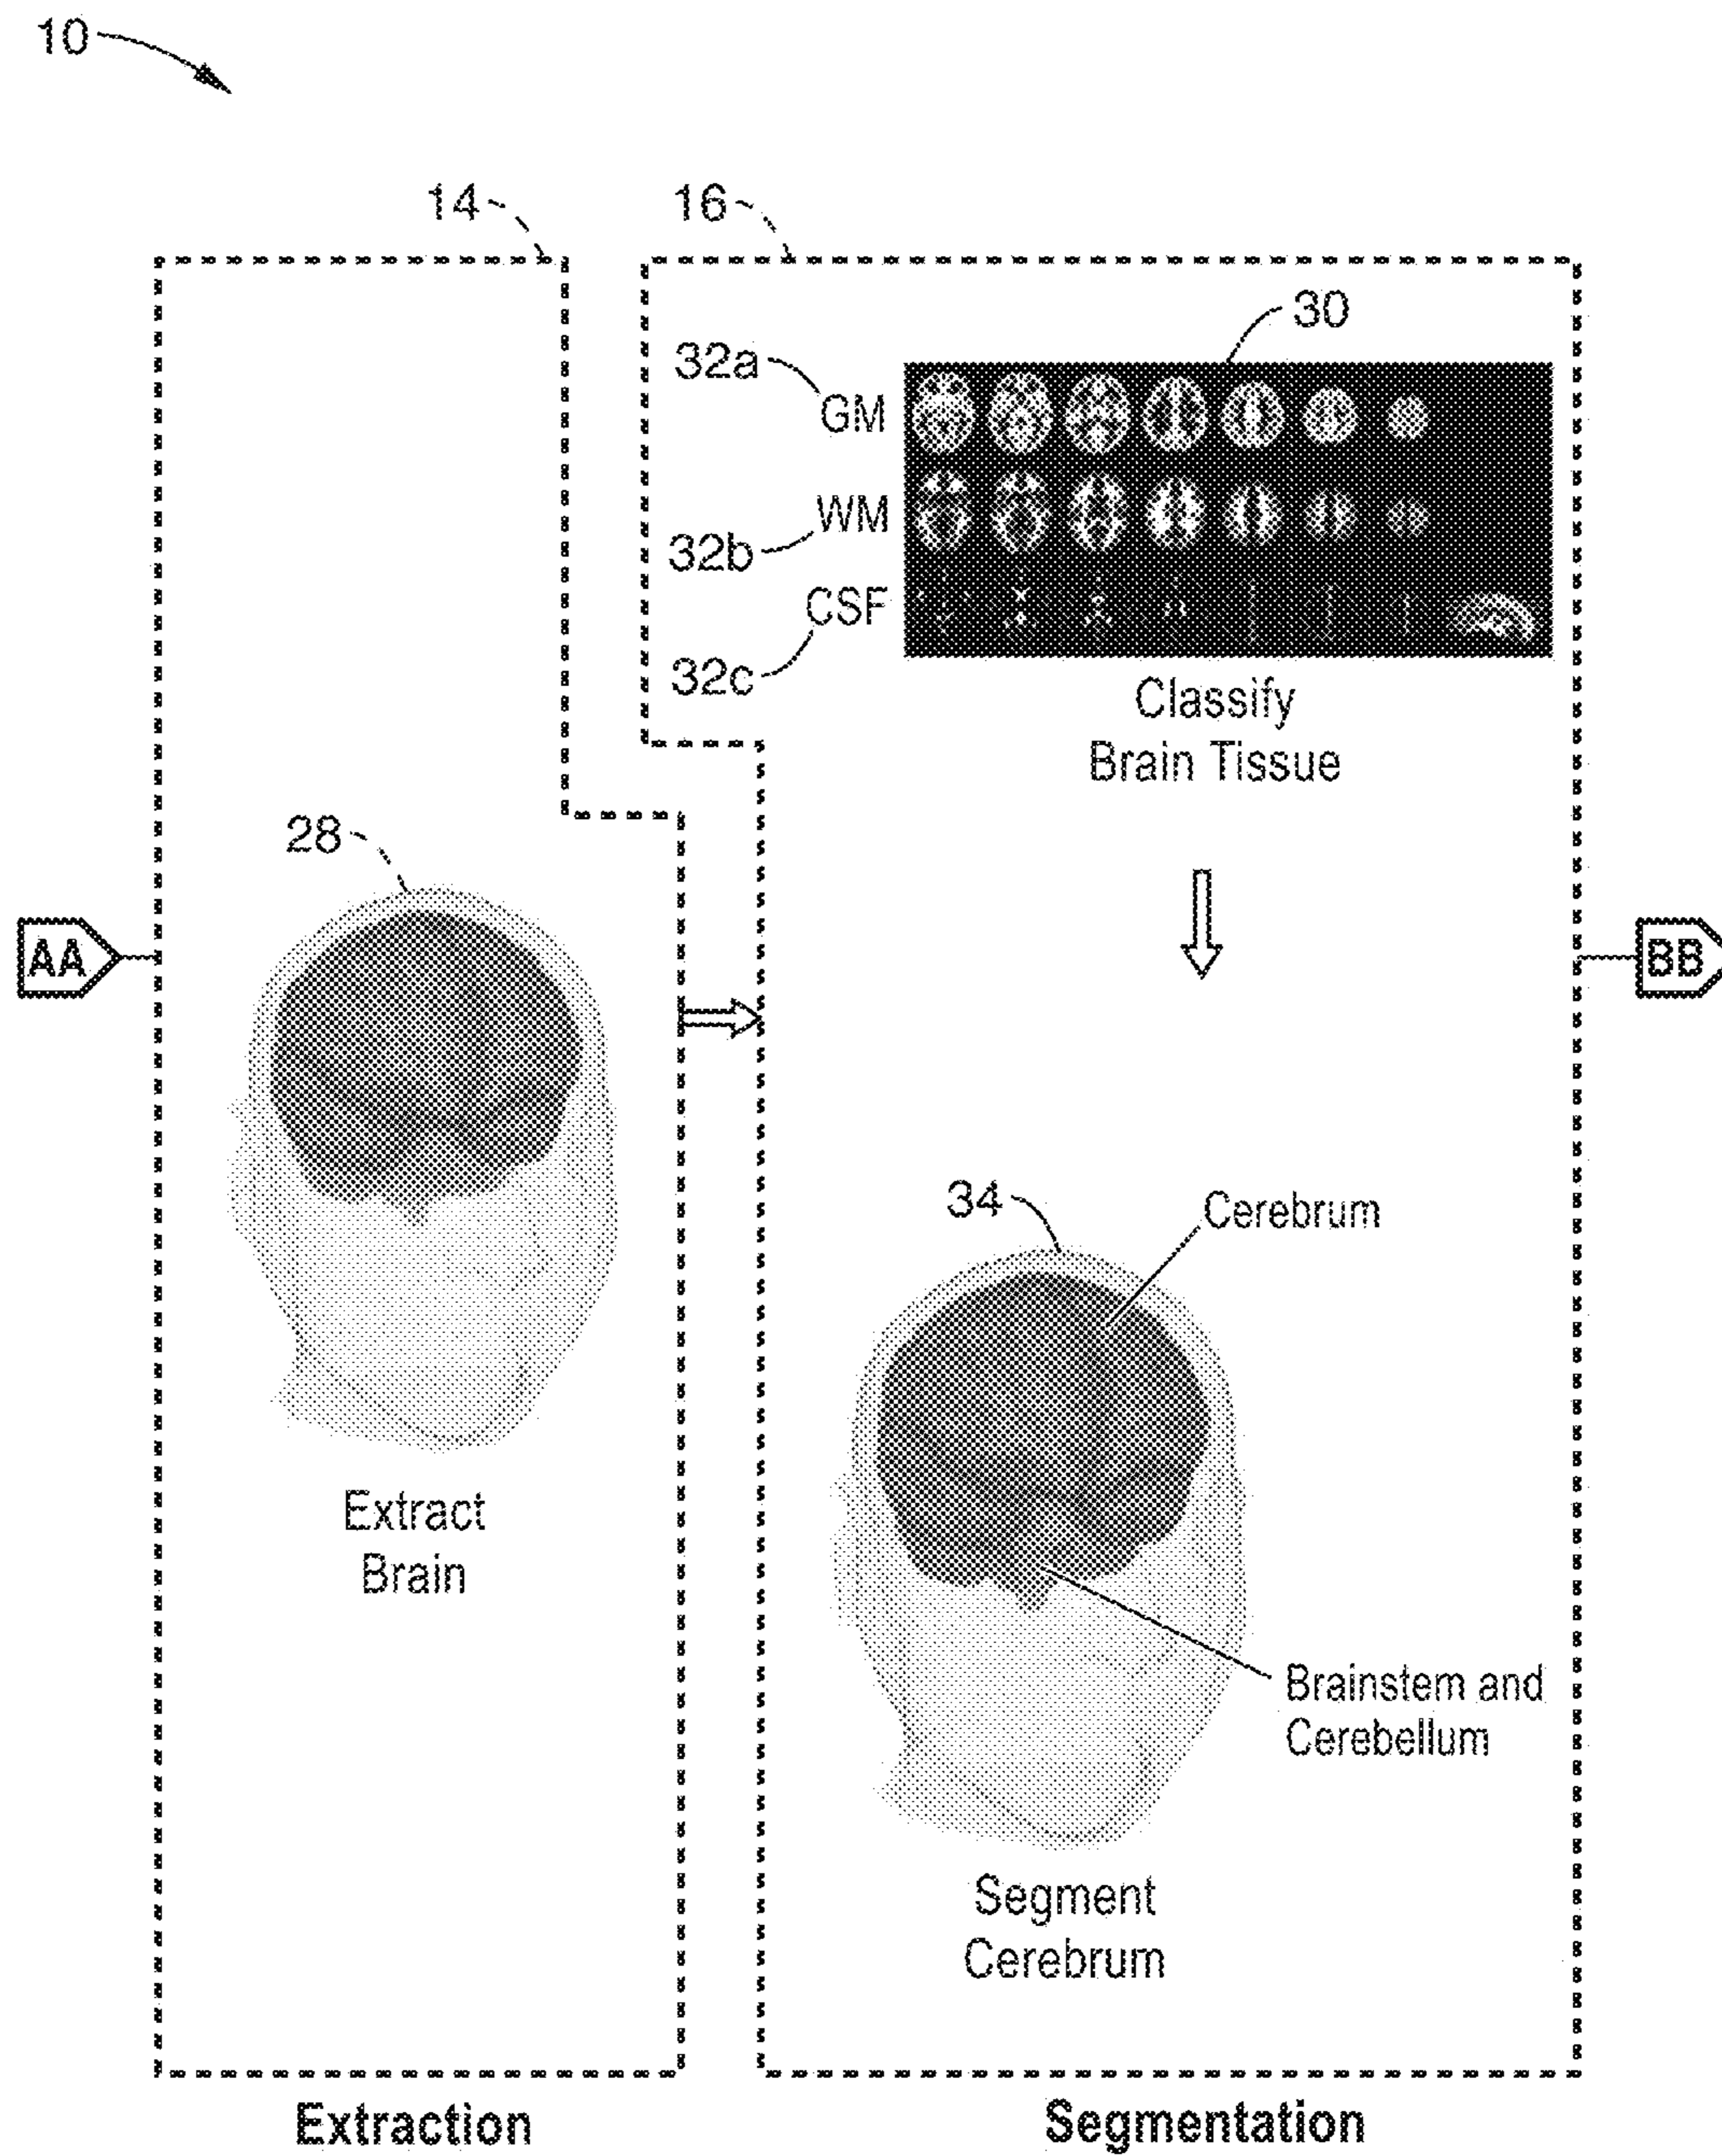 10
14
16
30
32a
GM
WM
32b
CSF
32c
Classify
Brain Tissue
28
AA
BB
34
Cerebrum
Extract
Brain
Brainstem and
Cerebellum
Segment
Cerebrum
Extraction
Segmentation